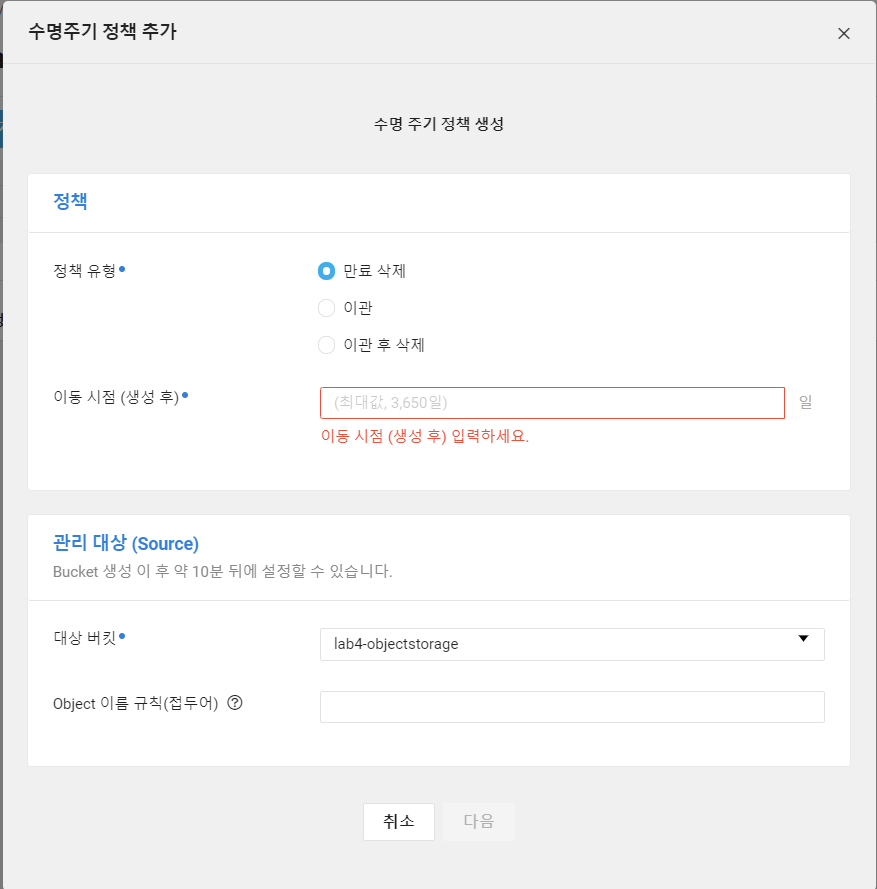 수명주기 정책 추가
수명 주기 정책 생성
정책
정책 유형
만료 삭제
이관
이관 후 삭제
이동 시점 (생성 후)
(최대값, 3,650일)
일
이동 시점 (생성 후) 입력하세요.
관리 대상 (Source)
Bucket 생성 이 후 약 10분 뒤에 설정할 수 있습니다.
대상 버킷
lab4-objectstorage
Object 이름 규칙(접두어) ?
취소
다음